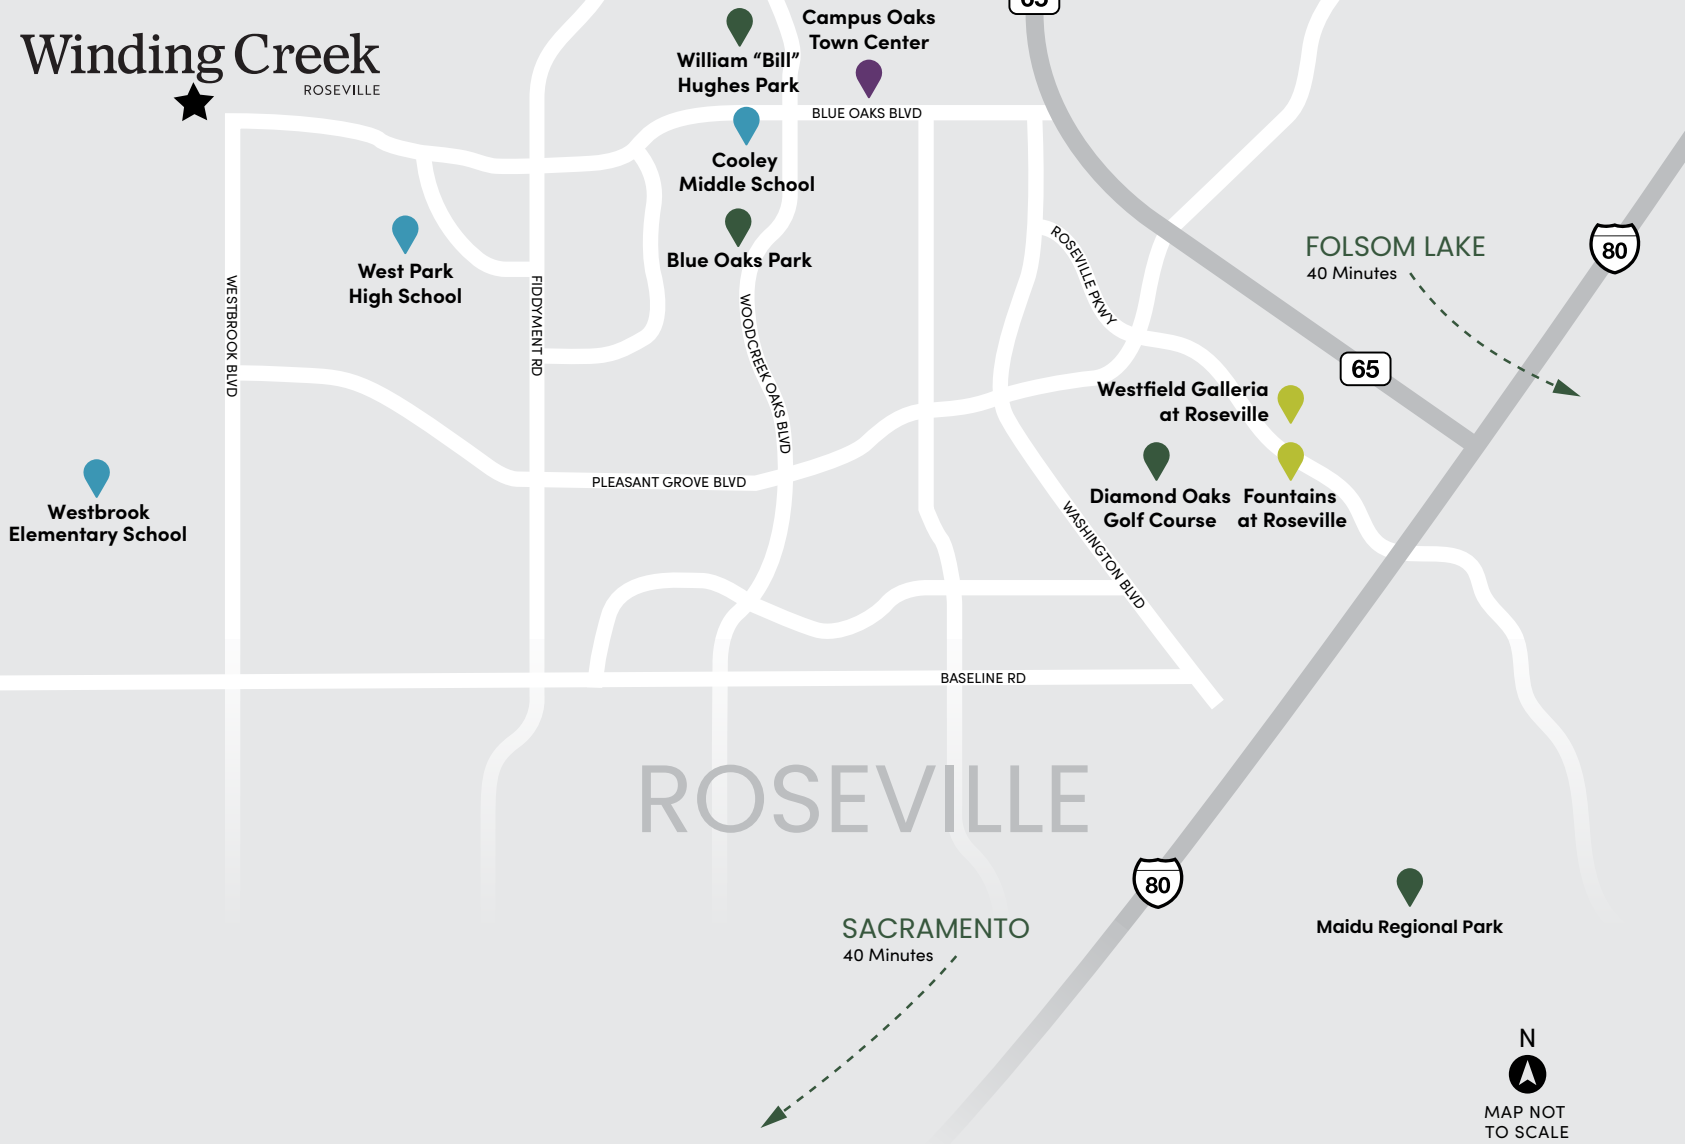 65
Campus Oaks
Town Center
Winding Creek
ROSEVILLE
William “Bill”
Hughes Park
BLUE OAKS BLVD
Cooley
Middle School
Blue Oaks Park
West Park
High School
WESTBROOK BLVD
FIDDYMENT RD
WOODCREEK OAKS BLVD
ROSEVILLE PKWY
FOLSOM LAKE
40 Minutes
80
65
Westfield Galleria
at Roseville
PLEASANT GROVE BLVD
Westbrook
Elementary School
Diamond Oaks
Golf Course
Fountains
at Roseville
WASHINGTON BLVD
BASELINE RD
ROSEVILLE
80
SACRAMENTO
40 Minutes
Maidu Regional Park
N
MAP NOT
TO SCALE